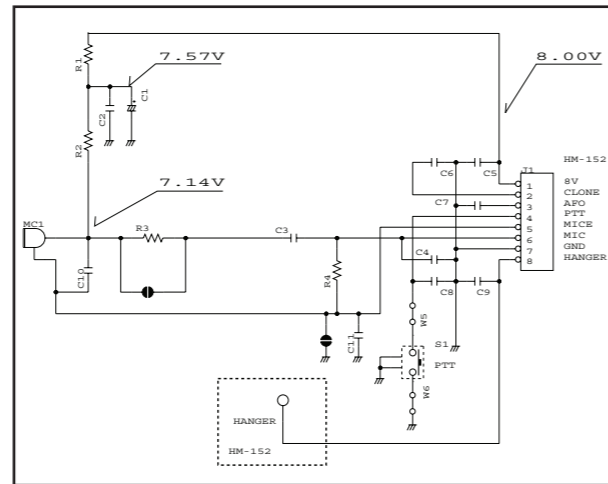 7.57V
8.00V
R1
C2
C1
R2
7.14V
MC1
R3
C3
C10
R4
C11
C6
C5
C7
C4
C8
C9
J1
HM-152
1 8V
2 CLONE
3 AFO
4 PTT
5 MICE
6 MIC
7 GND
8 HANGER
W5
S1
PTT
W6
HANGER
HM-152